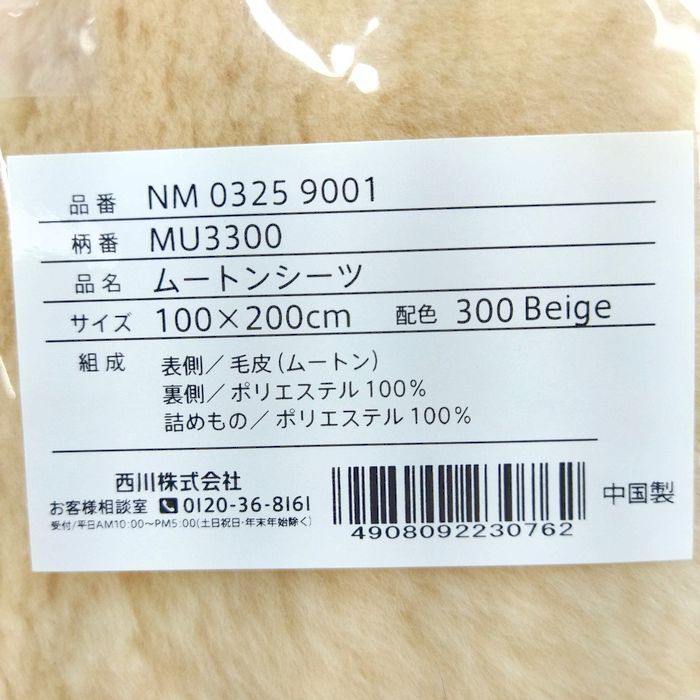 品番 NM 0325 9001
柄番 MU3300
品名 ムートンシーツ
サイズ 100×200cm 配色 300 Beige
組成 表側／毛皮(ムートン)
裏側／ポリエステル100%
詰めもの／ポリエステル100%
西川株式会社
お客様相談室 0120-36-8161
受付/平日AM10:00～PM5:00(土日祝日・年末年始除く)
4908092230762
中国製